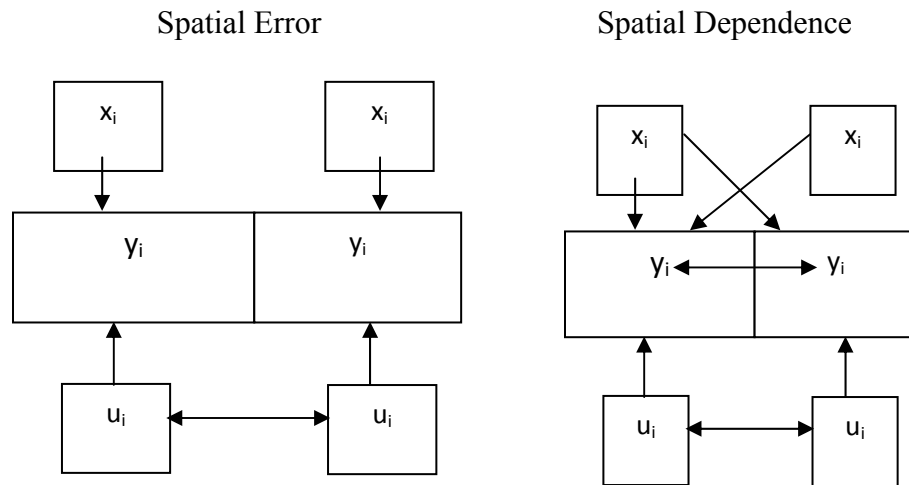 Spatial Error
Spatial Dependence
xᵢ
xᵢ
xᵢ
xᵢ
yᵢ
yᵢ
yᵢ
yᵢ
uᵢ
uᵢ
uᵢ
uᵢ